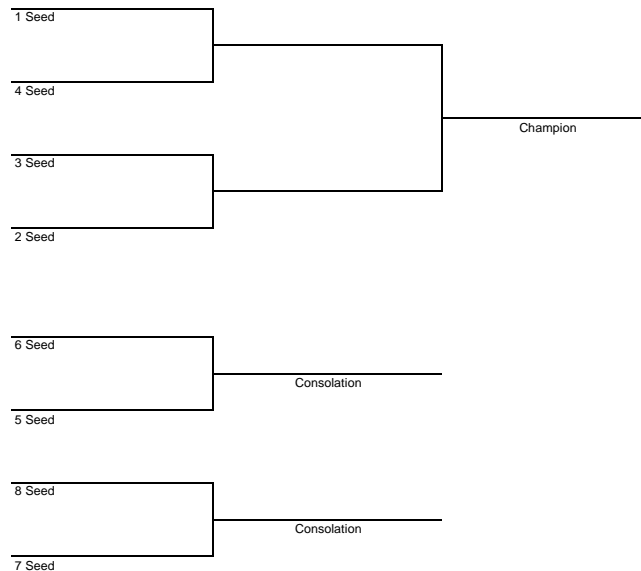 1 Seed
4 Seed
Champion
3 Seed
2 Seed
6 Seed
Consolation
5 Seed
8 Seed
Consolation
7 Seed